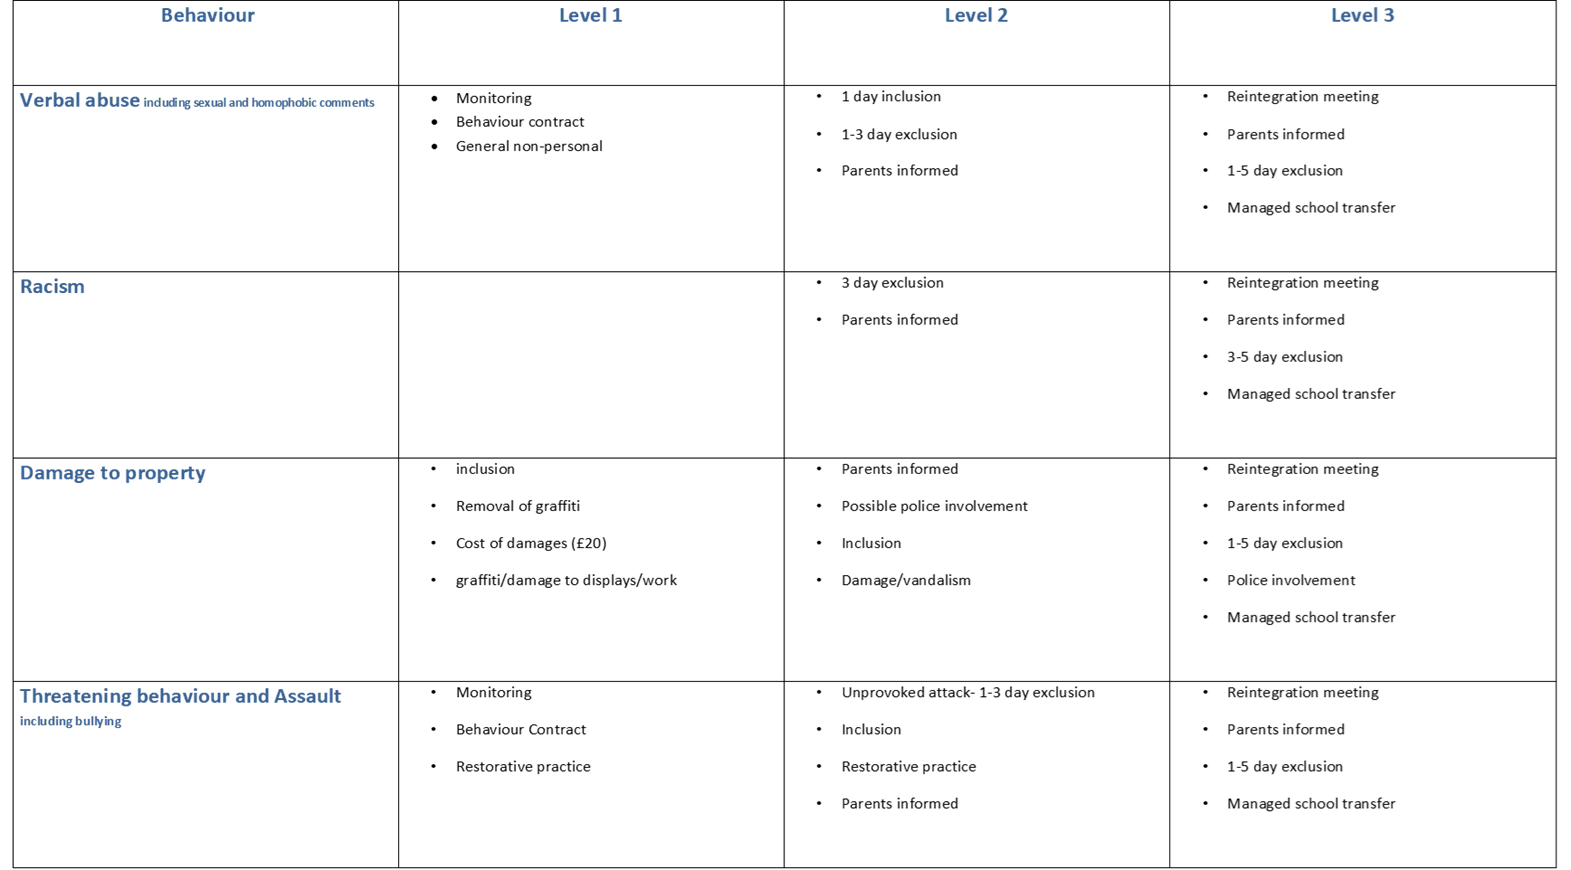 Behaviour
Level 1
Level 2
Level 3
Verbal abuse including sexual and homophobic comments
• Monitoring
• Behaviour contract
• General non-personal
• 1 day inclusion
• 1-3 day exclusion
• Parents informed
• Reintegration meeting
• Parents informed
• 1-5 day exclusion
• Managed school transfer
Racism
• 3 day exclusion
• Parents informed
• Reintegration meeting
• Parents informed
• 3-5 day exclusion
• Managed school transfer
Damage to property
• inclusion
• Removal of graffiti
• Cost of damages (£20)
• graffiti/damage to displays/work
• Parents informed
• Possible police involvement
• Inclusion
• Damage/vandalism
• Reintegration meeting
• Parents informed
• 1-5 day exclusion
• Police involvement
• Managed school transfer
Threatening behaviour and Assault
including bullying
• Monitoring
• Behaviour Contract
• Restorative practice
• Unprovoked attack- 1-3 day exclusion
• Inclusion
• Restorative practice
• Parents informed
• Reintegration meeting
• Parents informed
• 1-5 day exclusion
• Managed school transfer